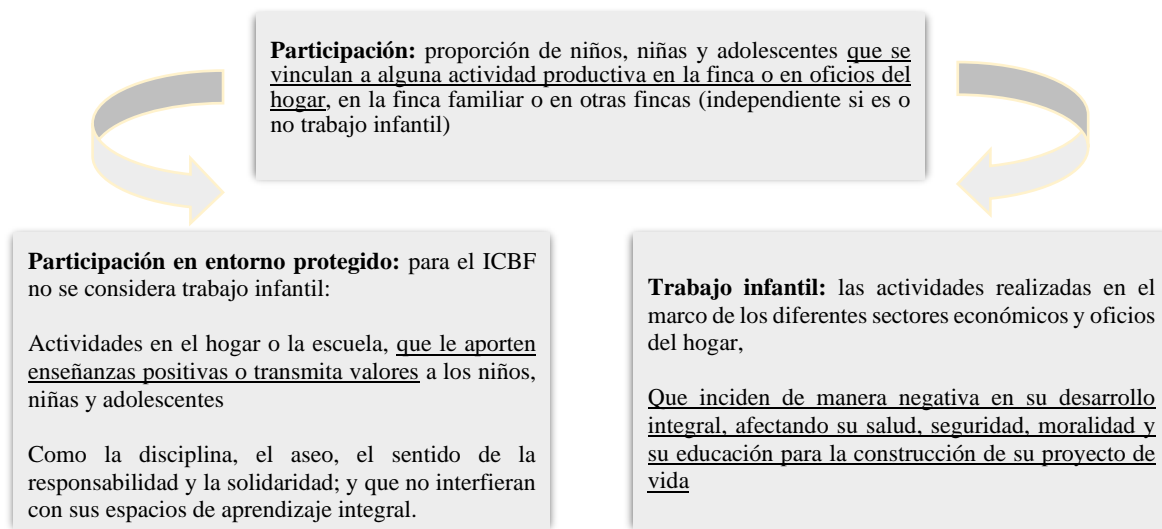 Participación: proporción de niños, niñas y adolescentes que se
vinculan a alguna actividad productiva en la finca o en oficios del
hogar, en la finca familiar o en otras fincas (independiente si es o
no trabajo infantil)
Participación en entorno protegido: para el ICBF
no se considera trabajo infantil:
Actividades en el hogar o la escuela, que le aporten
enseñanzas positivas o transmita valores a los niños,
niñas y adolescentes
Como la disciplina, el aseo, el sentido de la
responsabilidad y la solidaridad; y que no interfieran
con sus espacios de aprendizaje integral.
Trabajo infantil: las actividades realizadas en el
marco de los diferentes sectores económicos y oficios
del hogar,
Que inciden de manera negativa en su desarrollo
integral, afectando su salud, seguridad, moralidad y
su educación para la construcción de su proyecto de
vida